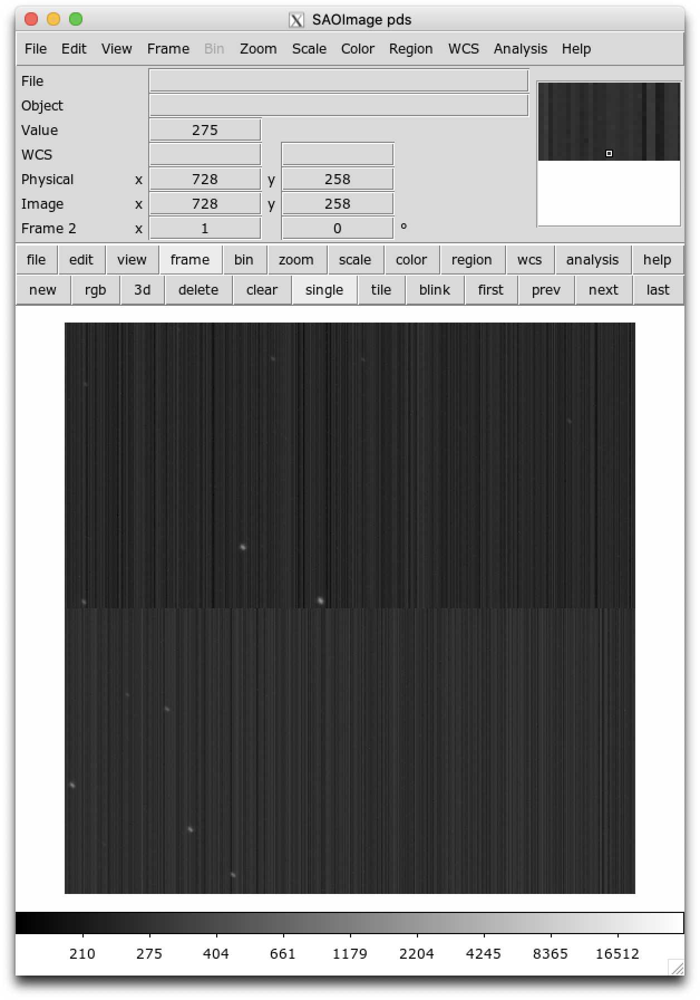 SAOImage pds
File Edit View Frame Bin Zoom Scale Color Region WCS Analysis Help
File
Object
Value 275
WCS
Physical x 728 y 258
Image x 728 y 258
Frame 2 x 1 0 °
file edit view frame bin zoom scale color region wcs analysis help
new rgb 3d delete clear single tile blink first prev next last
210 275 404 661 1179 2204 4245 8365 16512